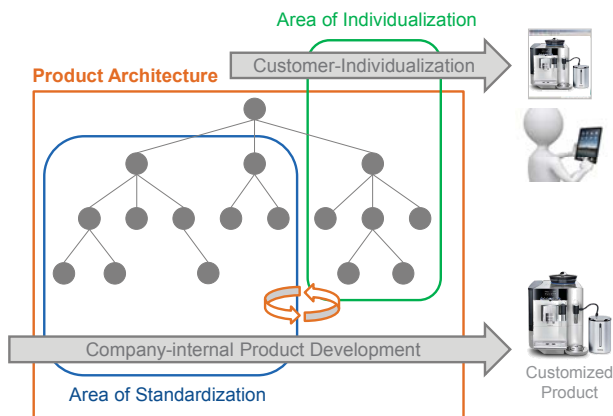 Area of Individualization
Customer-Individualization
Product Architecture
Company-internal Product Development
Area of Standardization
Customized
Product